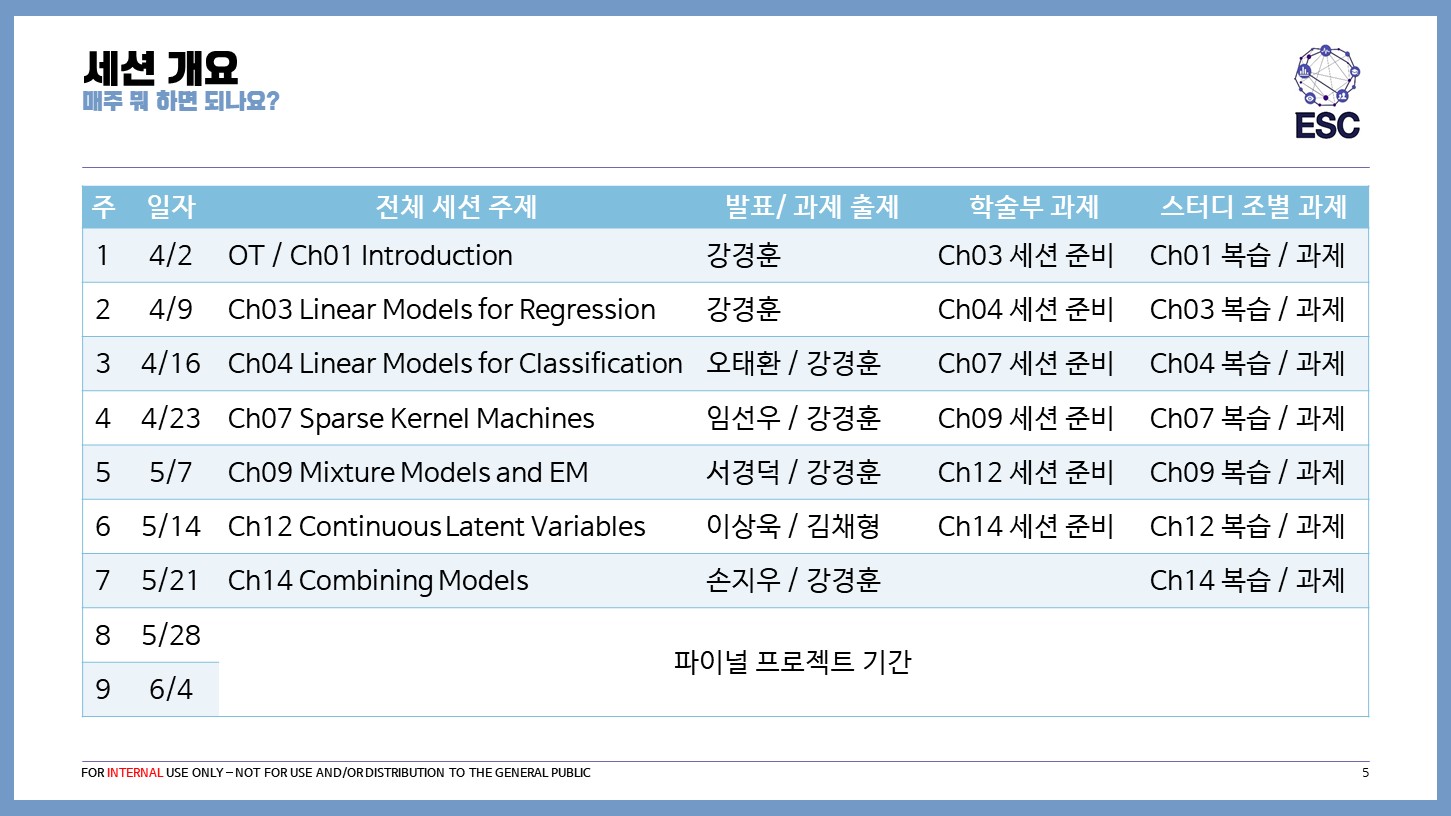 세션 개요
매주 뭐 하면 되나요?
ESC
주 일자 전체 세션 주제 발표/ 과제 출제 학술부 과제 스터디 조별 과제
1 4/2 OT / Ch01 Introduction 강경훈 Ch03 세션 준비 Ch01 복습 / 과제
2 4/9 Ch03 Linear Models for Regression 강경훈 Ch04 세션 준비 Ch03 복습 / 과제
3 4/16 Ch04 Linear Models for Classification 오태환 / 강경훈 Ch07 세션 준비 Ch04 복습 / 과제
4 4/23 Ch07 Sparse Kernel Machines 임선우 / 강경훈 Ch09 세션 준비 Ch07 복습 / 과제
5 5/7 Ch09 Mixture Models and EM 서경덕 / 강경훈 Ch12 세션 준비 Ch09 복습 / 과제
6 5/14 Ch12 Continuous Latent Variables 이상욱 / 김채형 Ch14 세션 준비 Ch12 복습 / 과제
7 5/21 Ch14 Combining Models 손지우 / 강경훈 Ch14 복습 / 과제
8 5/28
파이널 프로젝트 기간
9 6/4
FOR INTERNAL USE ONLY – NOT FOR USE AND/OR DISTRIBUTION TO THE GENERAL PUBLIC 5